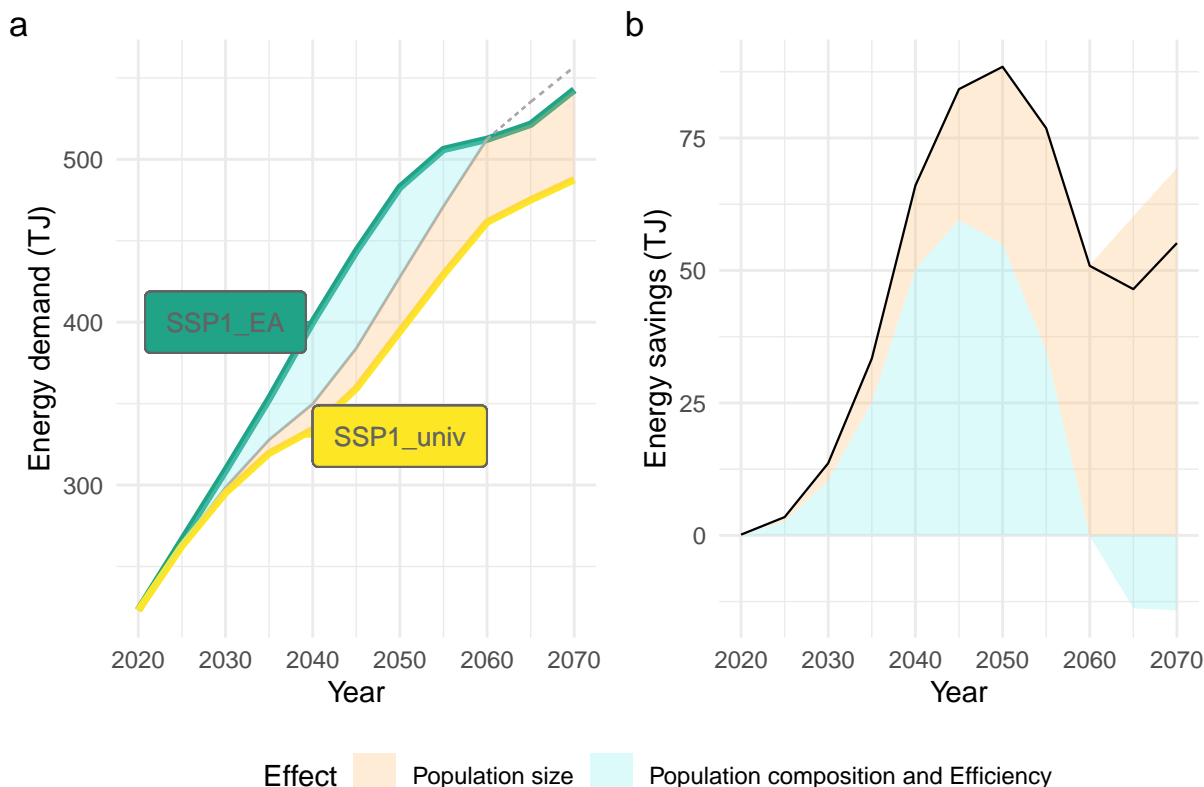 a
b
Energy demand (TJ)
500
400
300
SSP1_EA
SSP1_univ
2020 2030 2040 2050 2060 2070
Year
Energy savings (TJ)
75
50
25
0
2020 2030 2040 2050 2060 2070
Year
Effect Population size Population composition and Efficiency